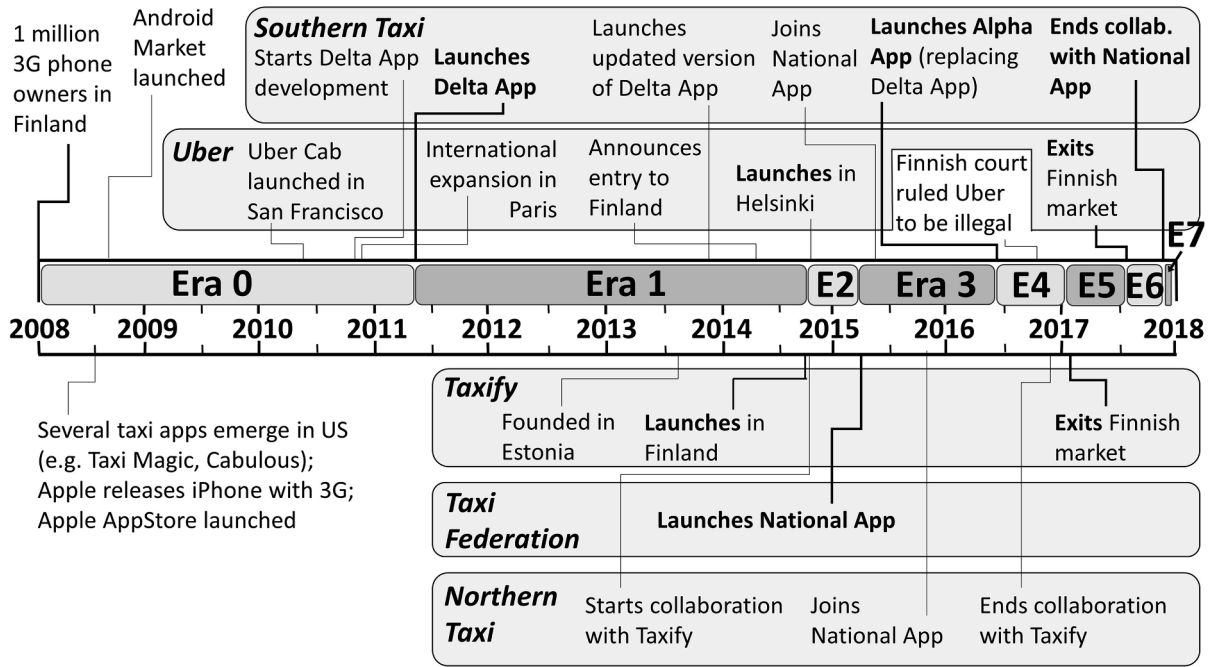 1 million
3G phone
owners in
Finland
Android
Market
launched
Southern Taxi
Starts Delta App
development
Launches
Delta App
Launches
updated version
of Delta App
Joins
National
App
Launches Alpha
App (replacing
Delta App)
Ends collab.
with National
App
Uber
Uber Cab
launched in
San Francisco
International
expansion in
Paris
Announces
entry to
Finland
Launches in
Helsinki
Finnish court
ruled Uber
to be illegal
Exits
Finnish
market
E7
Era 0
Era 1
E2
Era 3
E4
E5
E6
2008
2009
2010
2011
2012
2013
2014
2015
2016
2017
2018
Several taxi apps emerge in US
(e.g. Taxi Magic, Cabulous);
Apple releases iPhone with 3G;
Apple AppStore launched
Taxify
Founded in
Estonia
Launches in
Finland
Exits Finnish
market
Taxi
Federation
Launches National App
Northern
Taxi
Starts collaboration
with Taxify
Joins
National App
Ends collaboration
with Taxify